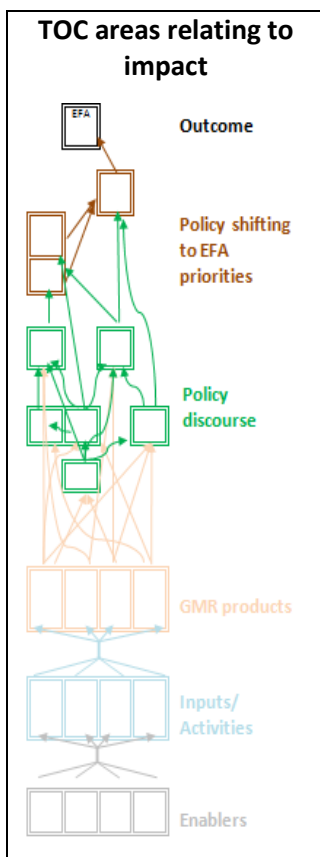 TOC areas relating to
impact
EFA
Outcome
Policy shifting
to EFA
priorities
Policy
discourse
GMR products
Inputs/
Activities
Enablers